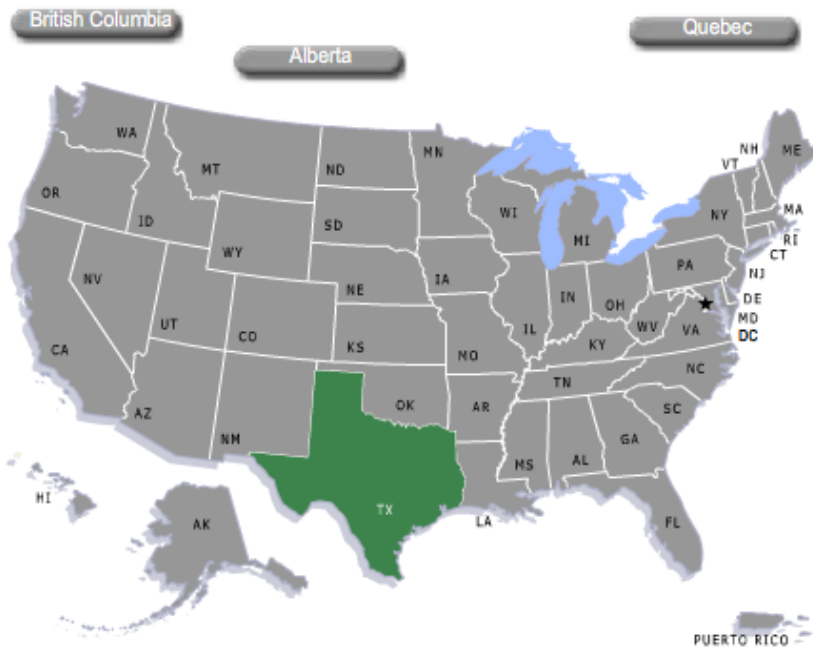 British Columbia
Quebec
Alberta
WA
MT
ND
MN
NH
ME
VT
OR
ID
SD
WI
NY
MA
MI
RI
CT
WY
NV
IA
PA
NJ
NE
IN
OH
DE
UT
CO
IL
WV
VA
MD
DC
CA
KS
MO
KY
NC
TN
AZ
NM
OK
AR
SC
GA
MS
AL
HI
AK
TX
LA
FL
PUERTO RICO